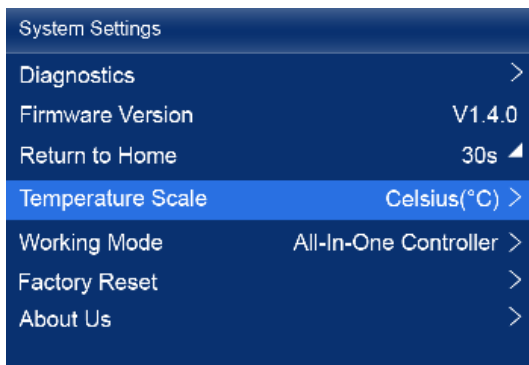 System Settings
Diagnostics >
Firmware Version V1.4.0
Return to Home 30s
Temperature Scale Celsius(°C) >
Working Mode All-In-One Controller >
Factory Reset >
About Us >